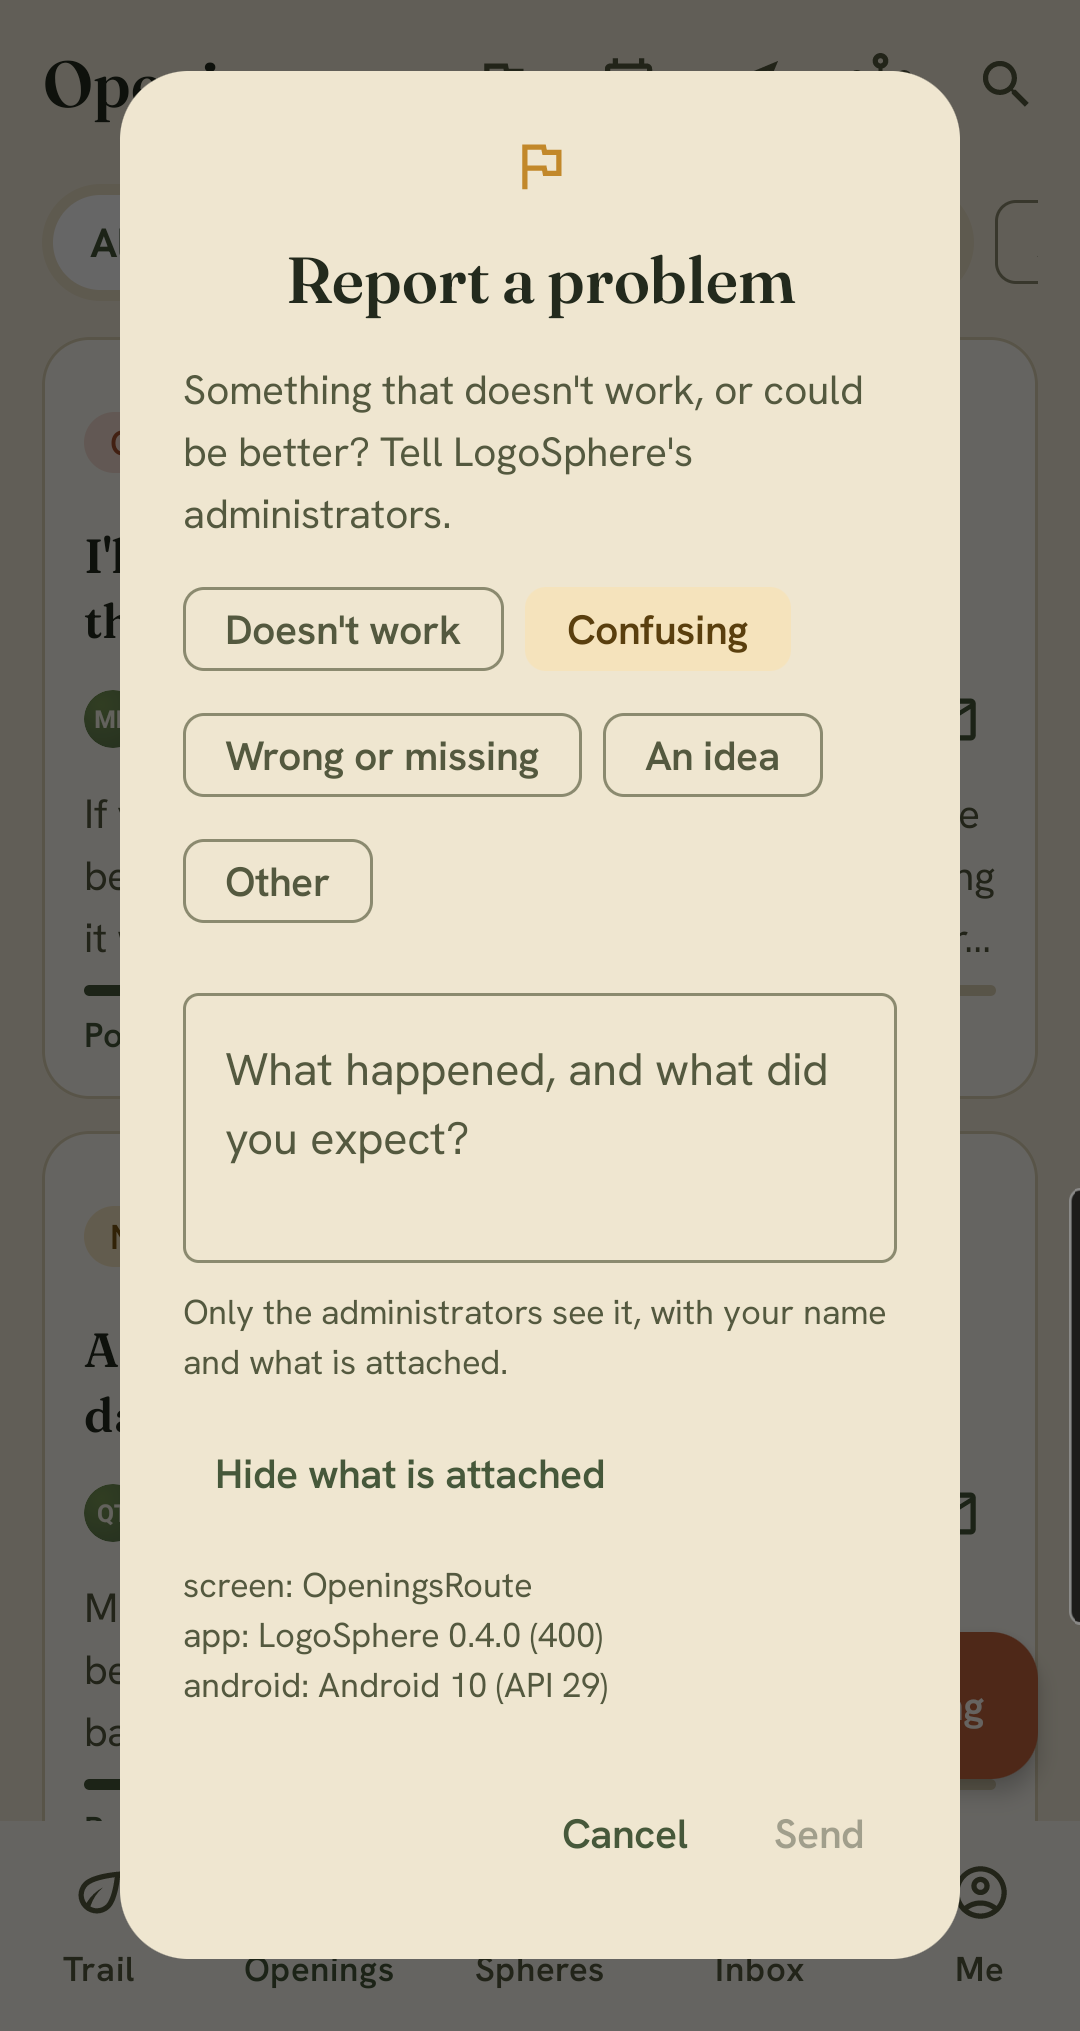 Report a problem
Something that doesn't work, or could
be better? Tell LogoSphere's
administrators.
Doesn't work
Confusing
Wrong or missing
An idea
Other
What happened, and what did
you expect?
Only the administrators see it, with your name
and what is attached.
Hide what is attached
screen: OpeningsRoute
app: LogoSphere 0.4.0 (400)
android: Android 10 (API 29)
Cancel
Send
Trail
Openings
Spheres
Inbox
Me